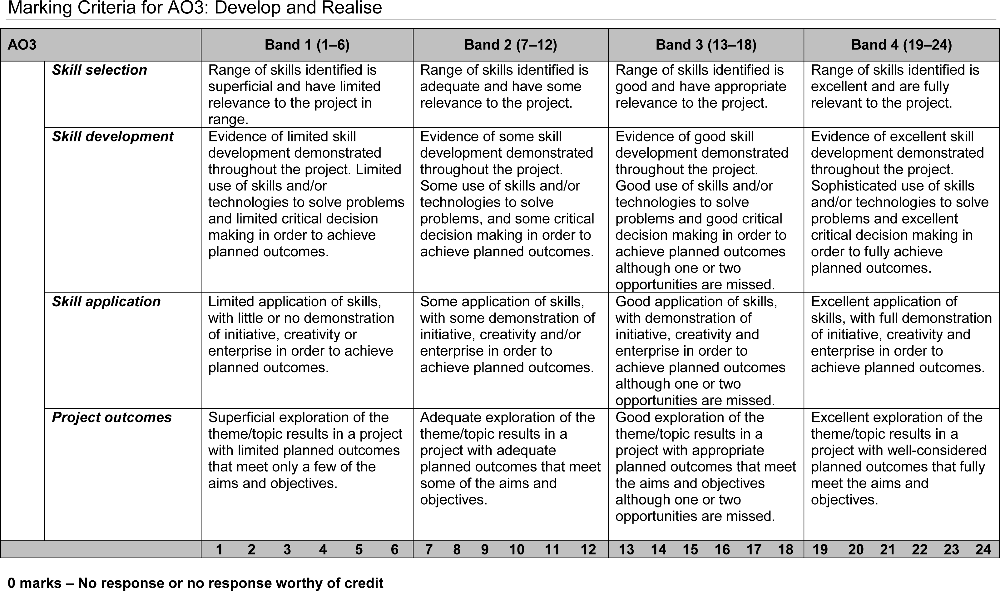 Marking Criteria for AO3: Develop and Realise
AO3
Band 1 (1–6)
Band 2 (7–12)
Band 3 (13–18)
Band 4 (19–24)
Skill selection
Range of skills identified is
superficial and have limited
relevance to the project in
range.
Range of skills identified is
adequate and have some
relevance to the project.
Range of skills identified is
good and have appropriate
relevance to the project.
Range of skills identified is
excellent and are fully
relevant to the project.
Skill development
Evidence of limited skill
development demonstrated
throughout the project. Limited
use of skills and/or
technologies to solve problems
and limited critical decision
making in order to achieve
planned outcomes.
Evidence of some skill
development demonstrated
throughout the project.
Some use of skills and/or
technologies to solve
problems, and some critical
decision making in order to
achieve planned outcomes.
Evidence of good skill
development demonstrated
throughout the project.
Good use of skills and/or
technologies to solve
problems and good critical
decision making in order to
achieve planned outcomes
although one or two
opportunities are missed.
Evidence of excellent skill
development demonstrated
throughout the project.
Sophisticated use of skills
and/or technologies to solve
problems and excellent
critical decision making in
order to fully achieve
planned outcomes.
Skill application
Limited application of skills,
with little or no demonstration
of initiative, creativity or
enterprise in order to achieve
planned outcomes.
Some application of skills,
with some demonstration of
initiative, creativity and/or
enterprise in order to
achieve planned outcomes.
Good application of skills,
with demonstration of
initiative, creativity and
enterprise in order to
achieve planned outcomes
although one or two
opportunities are missed.
Excellent application of
skills, with full demonstration
of initiative, creativity and
enterprise in order to
achieve planned outcomes.
Project outcomes
Superficial exploration of the
theme/topic results in a project
with limited planned outcomes
that meet only a few of the
aims and objectives.
Adequate exploration of the
theme/topic results in a
project with adequate
planned outcomes that meet
some of the aims and
objectives.
Good exploration of the
theme/topic results in a
project with appropriate
planned outcomes that meet
the aims and objectives
although one or two
opportunities are missed.
Excellent exploration of the
theme/topic results in a
project with well-considered
planned outcomes that fully
meet the aims and
objectives.
1 2 3 4 5 6
7 8 9 10 11 12
13 14 15 16 17 18
19 20 21 22 23 24
0 marks – No response or no response worthy of credit